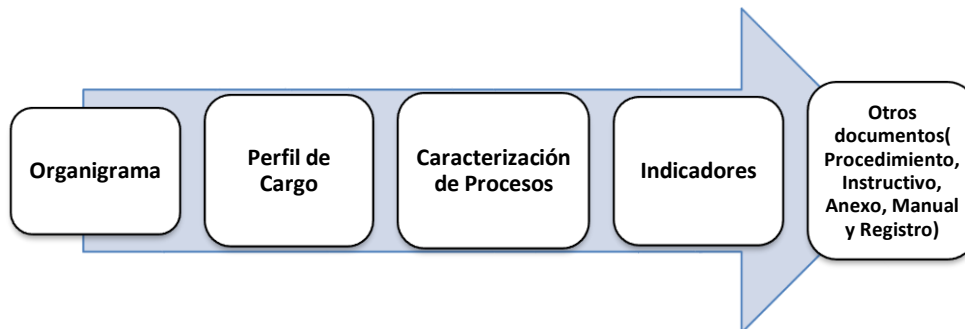 Organigrama
Perfil de
Cargo
Caracterización
de Procesos
Indicadores
Otros
documentos(
Procedimiento,
Instructivo,
Anexo, Manual
y Registro)